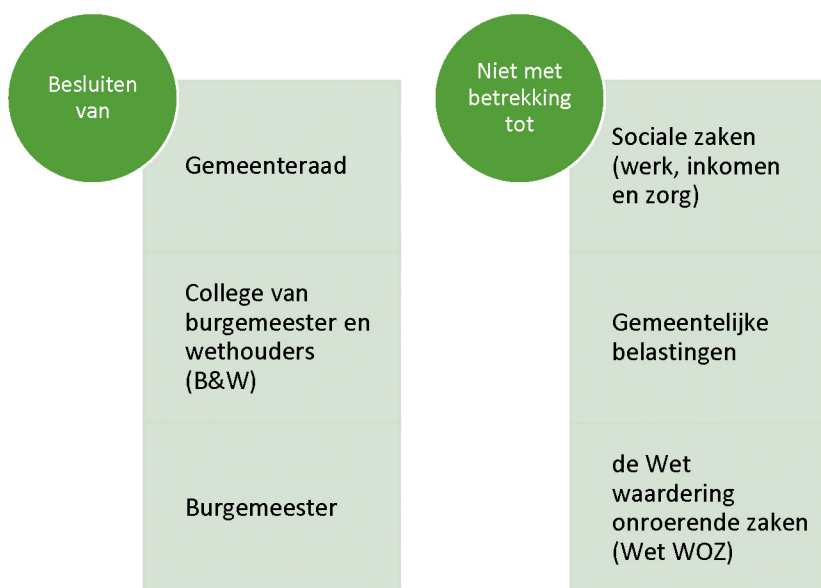 Besluiten
van
Gemeenteraad
College van
burgemeester en
wethouders
(B&W)
Burgemeester
Niet met
betrekking
tot
Sociale zaken
(werk, inkomen
en zorg)
Gemeentelijke
belastingen
de Wet
waardering
onroerende zaken
(Wet WOZ)